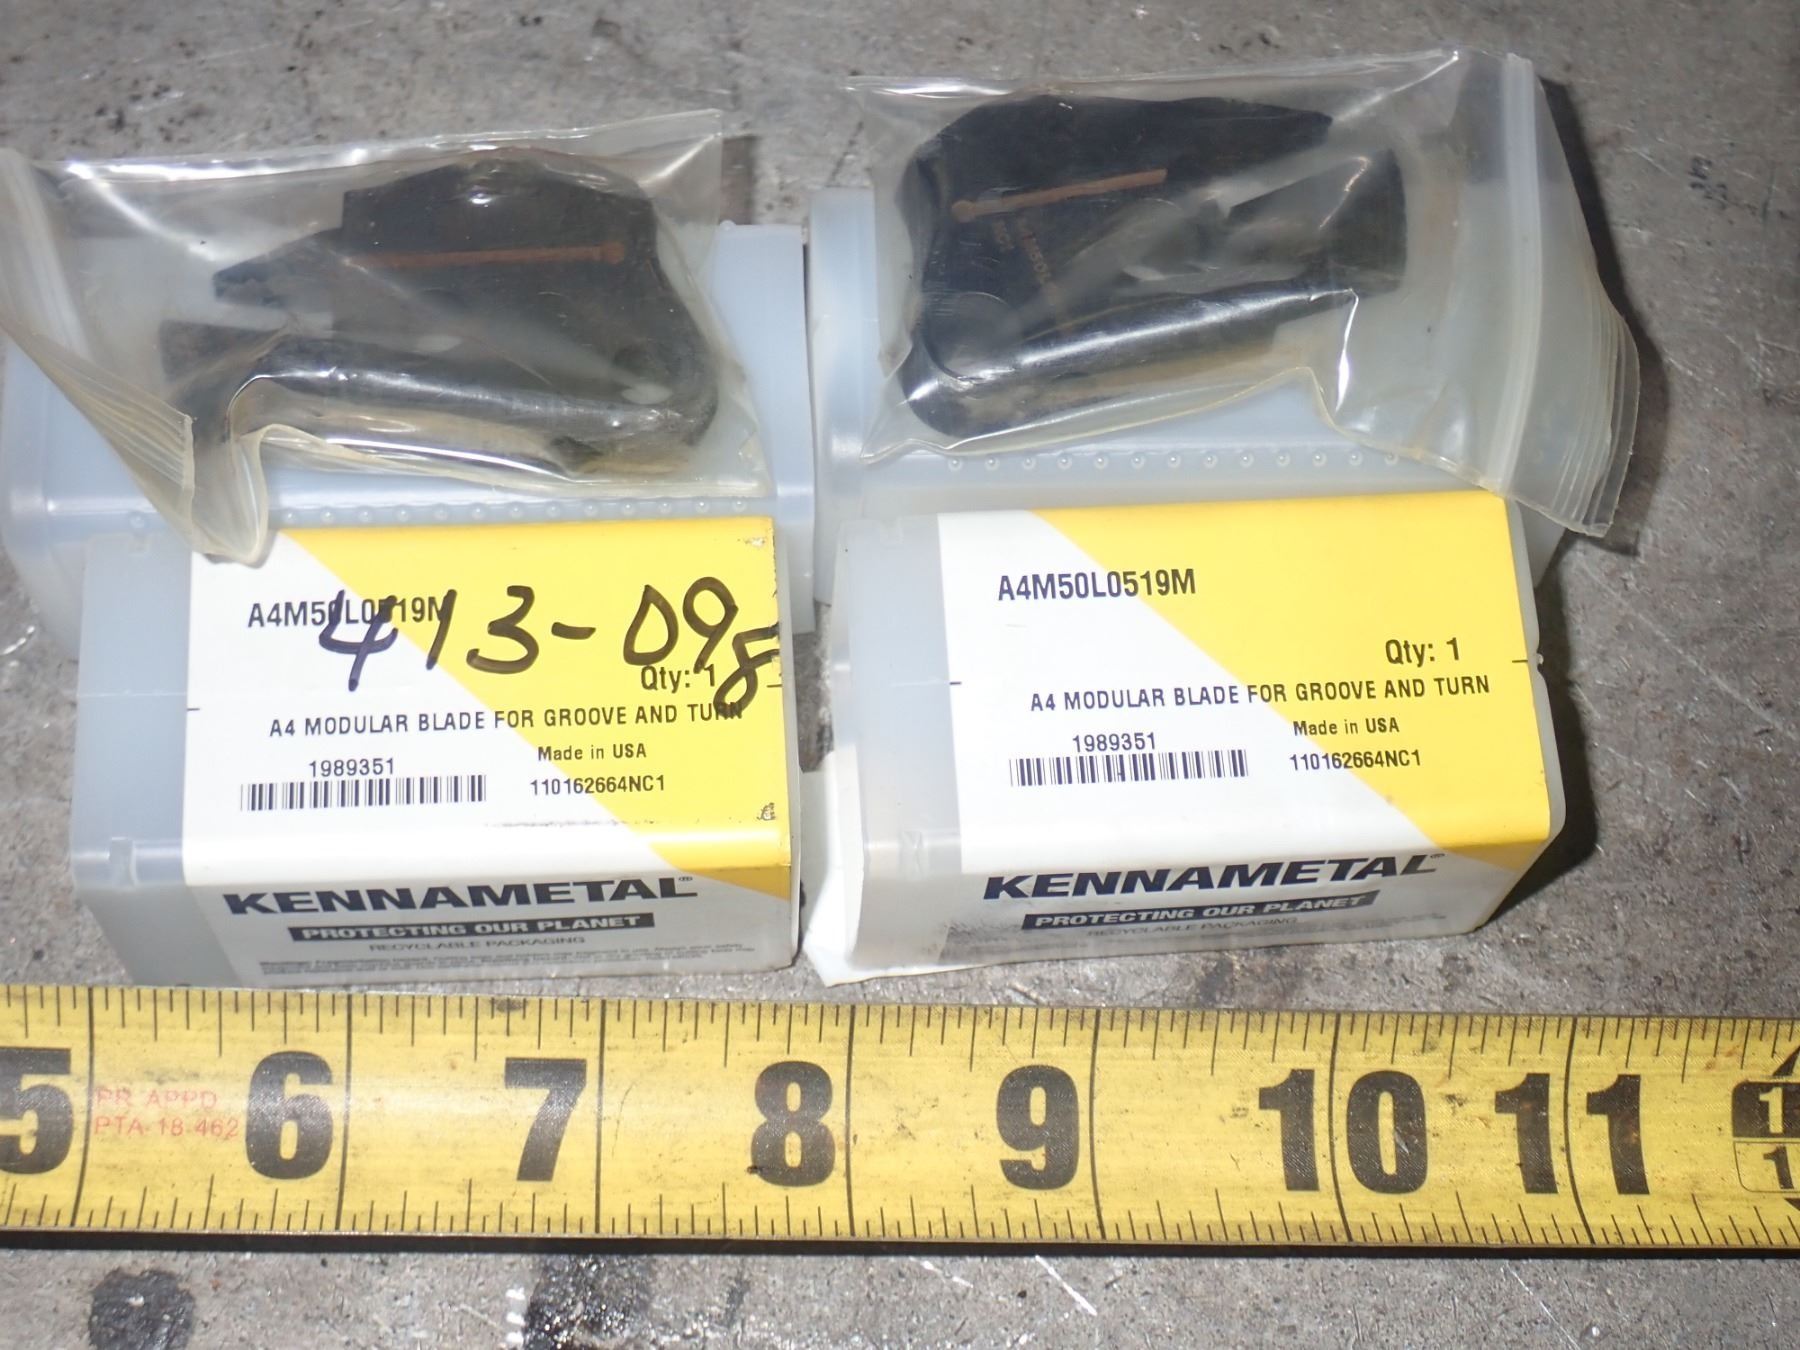 A4M50L0519M
413-098
Qty: 1
A4 MODULAR BLADE FOR GROOVE AND TURN
Made in USA
1989351
110162664NC1
KENNAMETAL®
PROTECTING OUR PLANET
RECYCLABLE PACKAGING
A4M50L0519M
Qty: 1
A4 MODULAR BLADE FOR GROOVE AND TURN
Made in USA
1989351
110162664NC1
KENNAMETAL®
PROTECTING OUR PLANET
RECYCLABLE PACKAGING
5 6 7 8 9 10 11
PR APPD
PTA-18-462